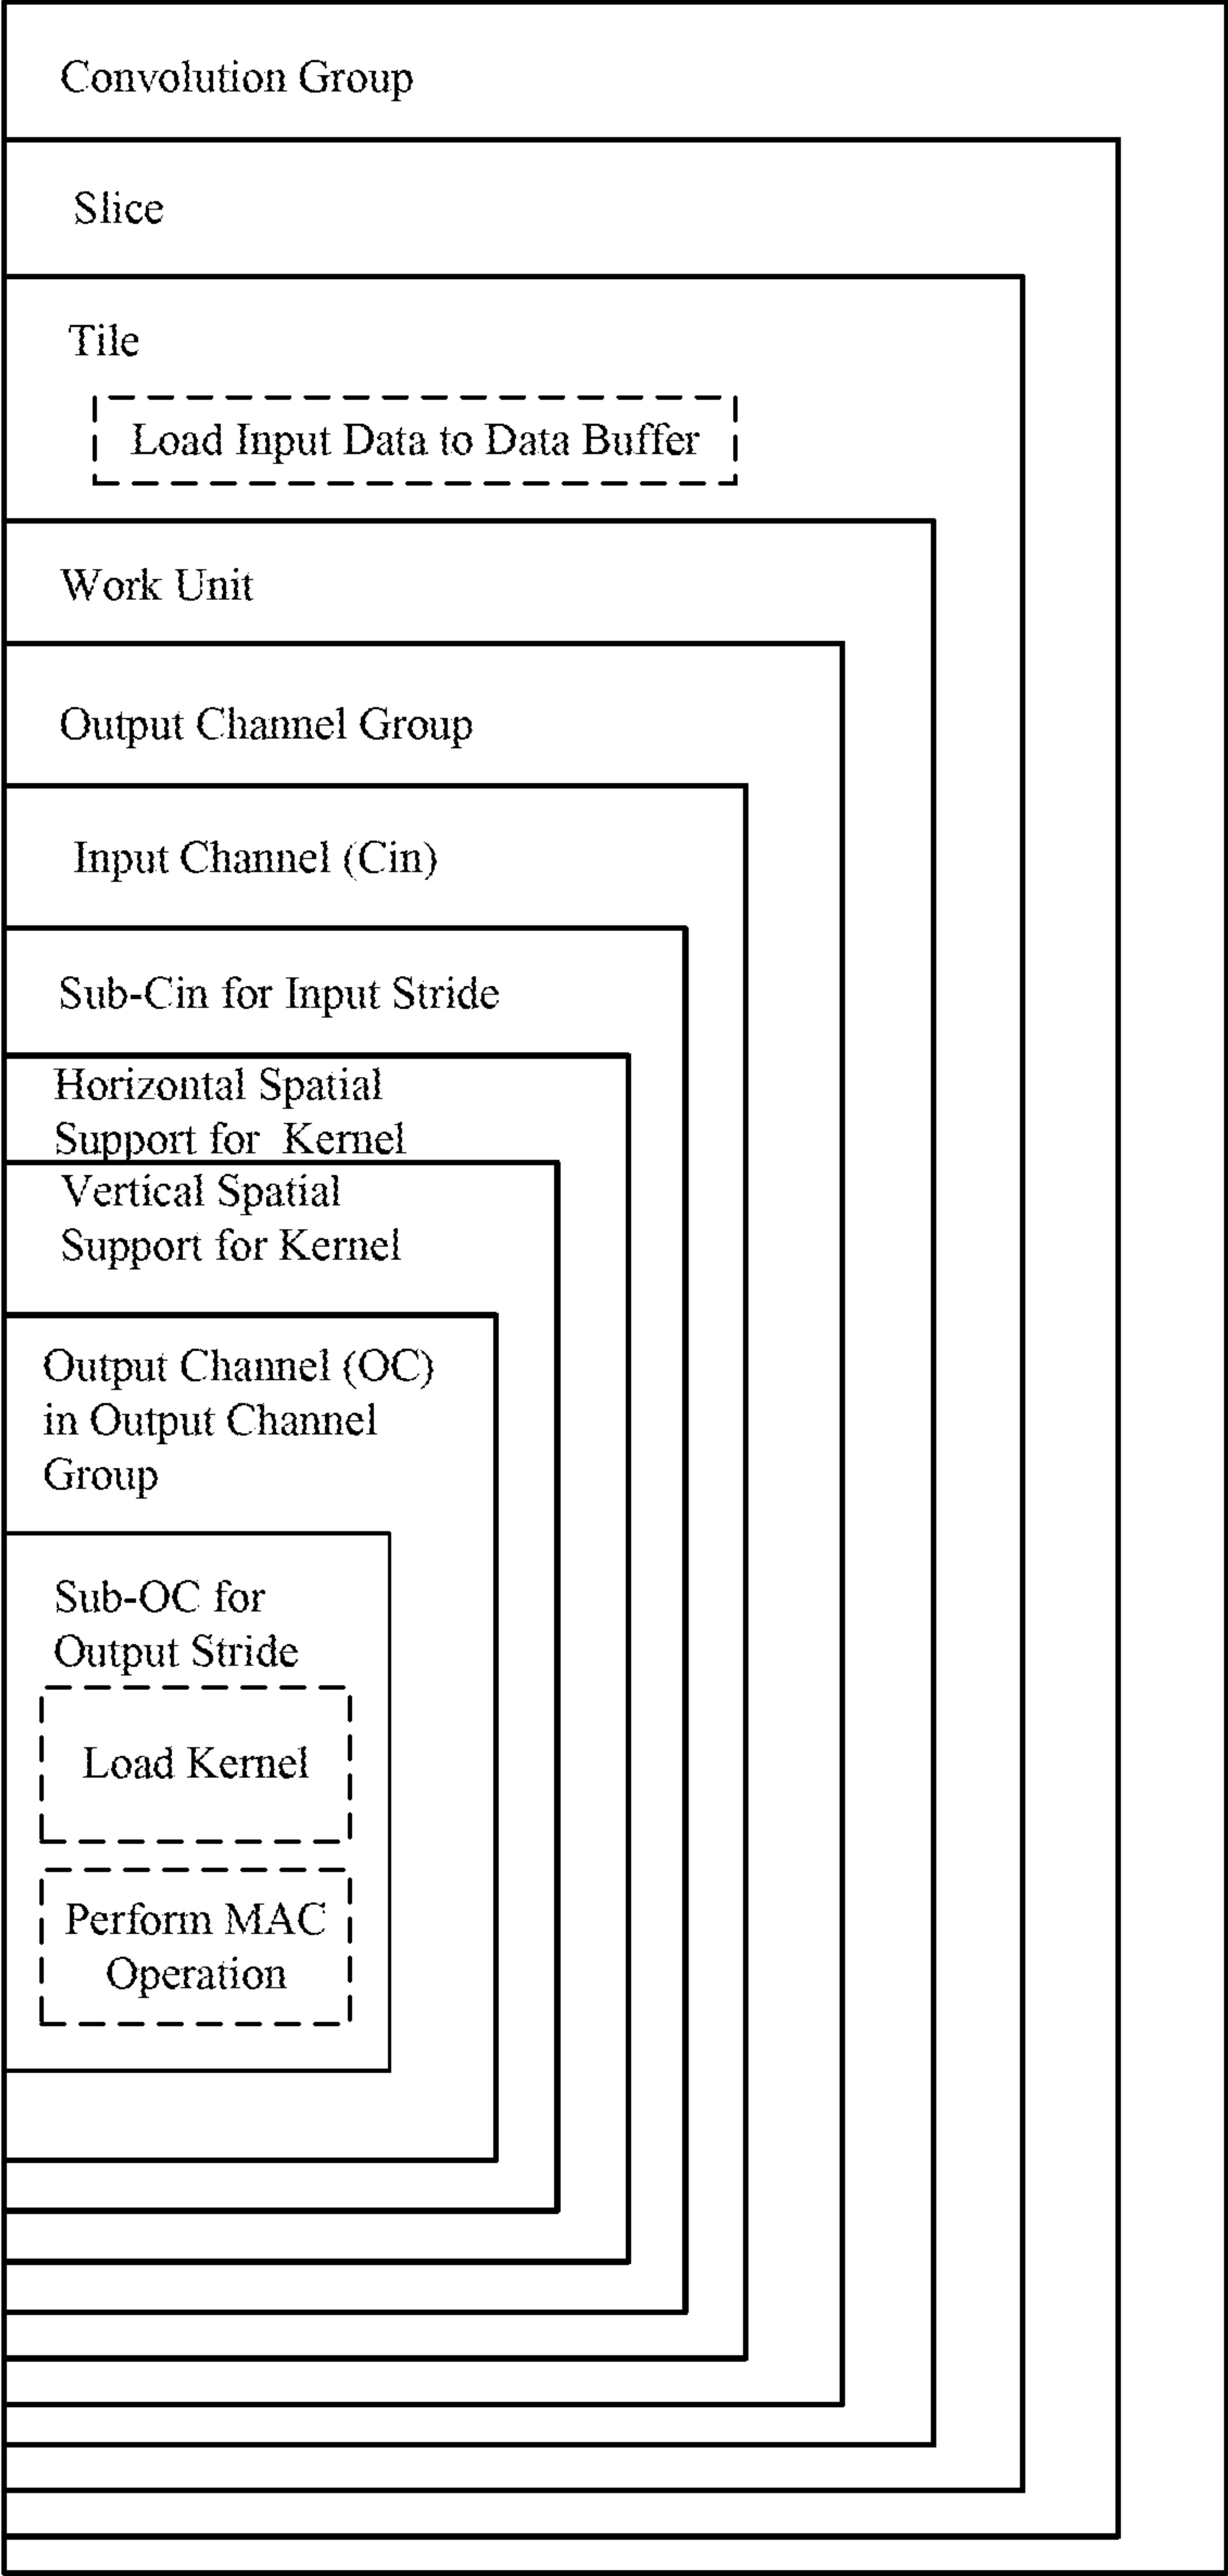 Convolution Group
Slice
Tile
Load Input Data to Data Buffer
Work Unit
Output Channel Group
Input Channel (Cin)
Sub-Cin for Input Stride
Horizontal Spatial
Support for Kernel
Vertical Spatial
Support for Kernel
Output Channel (OC)
in Output Channel
Group
Sub-OC for
Output Stride
Load Kernel
Perform MAC
Operation